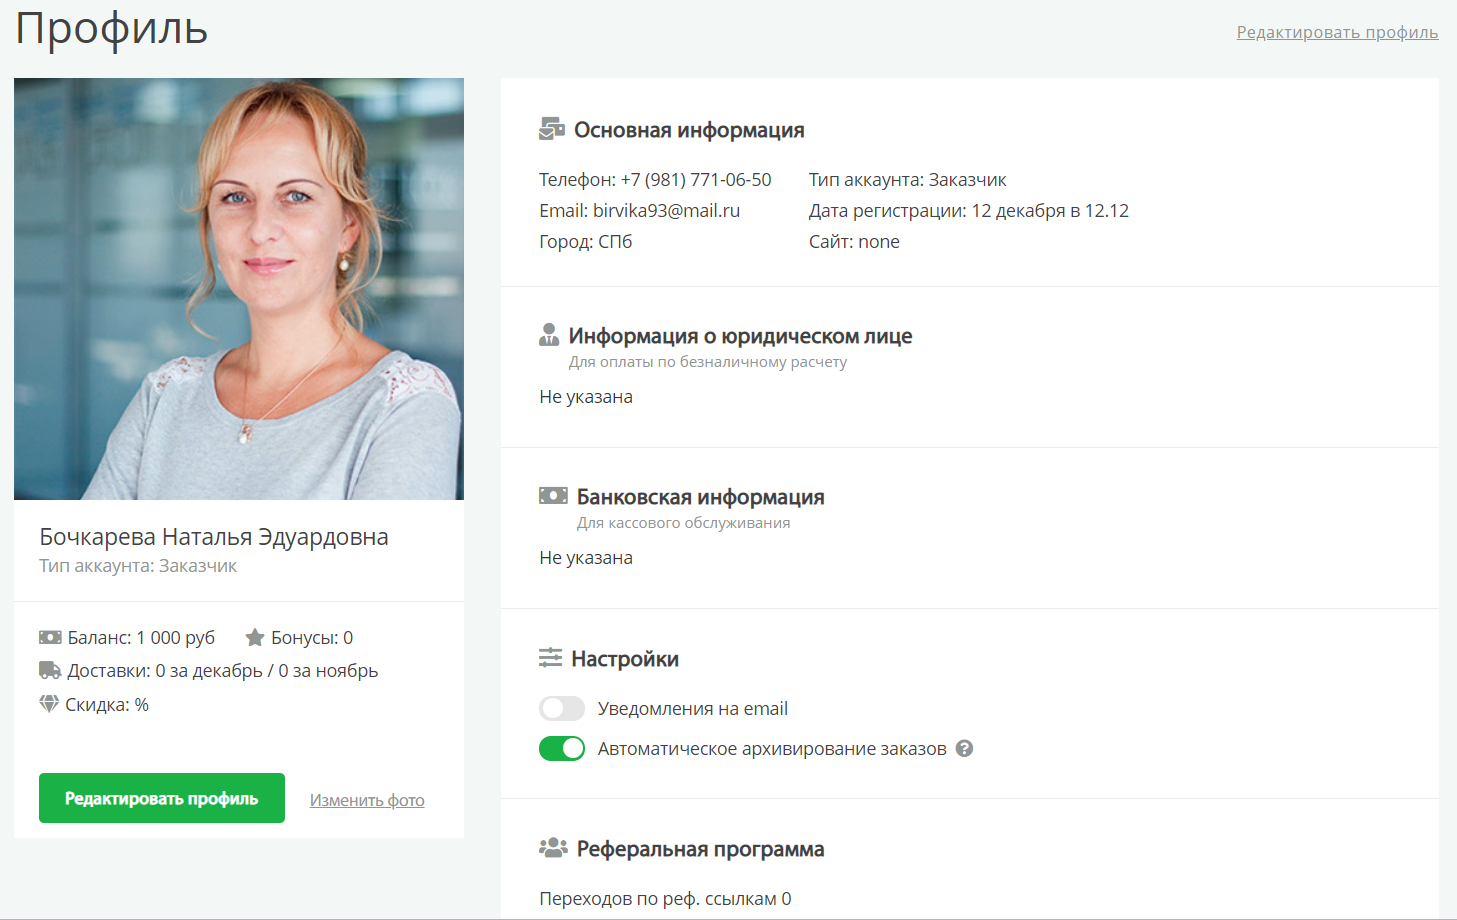 Профиль
Редактировать профиль
Бочкарева Наталья Эдуардовна
Тип аккаунта: Заказчик
Баланс: 1 000 руб Бонусы: 0
Доставки: 0 за декабрь / 0 за ноябрь
Скидка: %
Редактировать профиль Изменить фото
Основная информация
Телефон: +7 (981) 771-06-50
Email: birvika93@mail.ru
Город: СПб
Тип аккаунта: Заказчик
Дата регистрации: 12 декабря в 12.12
Сайт: none
Информация о юридическом лице
Для оплаты по безналичному расчету
Не указана
Банковская информация
Для кассового обслуживания
Не указана
Настройки
Уведомления на email
Автоматическое архивирование заказов ?
Реферальная программа
Переходов по реф. ссылкам 0